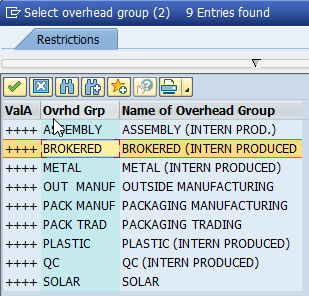 Select overhead group (2) 9 Entries found
Restrictions
ValA Ovrhd Grp Name of Overhead Group
++++ ASSEMBLY ASSEMBLY (INTERN PROD.)
++++ BROKERED BROKERED (INTERN PRODUCED
++++ METAL METAL (INTERN PRODUCED)
++++ OUT MANUF OUTSIDE MANUFACTURING
++++ PACK MANUF PACKAGING MANUFACTURING
++++ PACK TRAD PACKAGING TRADING
++++ PLASTIC PLASTIC (INTERN PRODUCED)
++++ QC QC (INTERN PRODUCED)
++++ SOLAR SOLAR